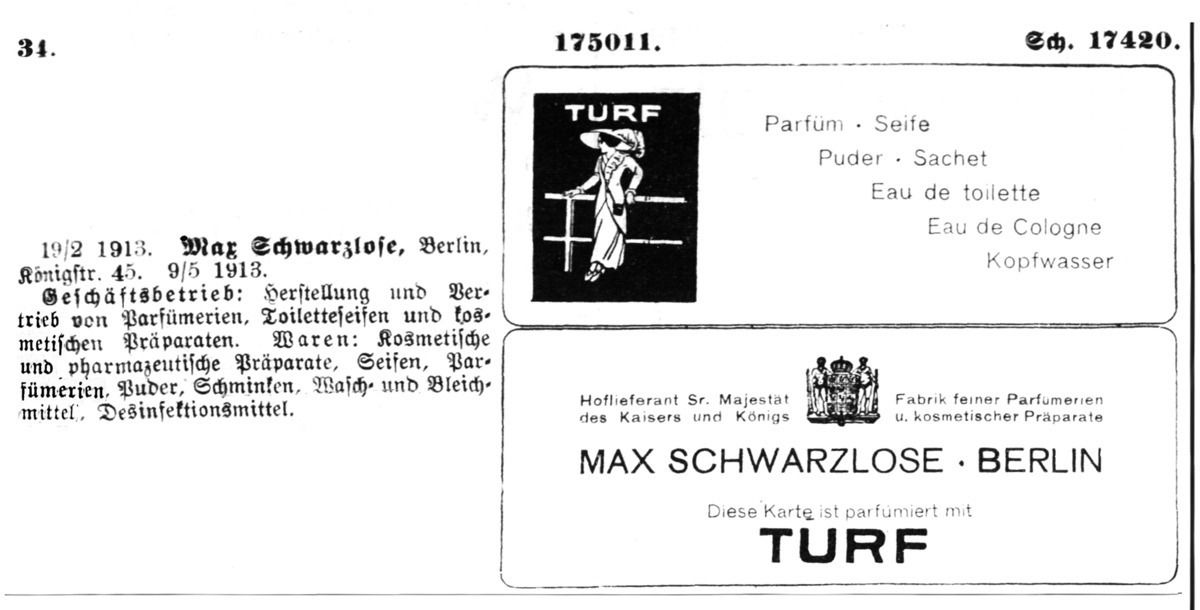 34.
175011.
Sch. 17420.
19/2 1913. Max Schwarzlose, Berlin,
Königstr. 45. 9/5 1913.
Geschäftsbetrieb: Herstellung und Ver-
trieb von Parfümerien, Toiletteseifen und kos-
metischen Präparaten. Waren: Kosmetische
und pharmazeutische Präparate, Seifen, Par-
fümerien, Puder, Schminken, Wasch- und Bleich-
mittel, Desinfektionsmittel.
TURF
Parfüm · Seife
Puder · Sachet
Eau de toilette
Eau de Cologne
Kopfwasser
Hoflieferant Sr. Majestät
des Kaisers und Königs
Fabrik feiner Parfumerien
u. kosmetischer Präparate
MAX SCHWARZLOSE · BERLIN
Diese Karte ist parfümiert mit
TURF